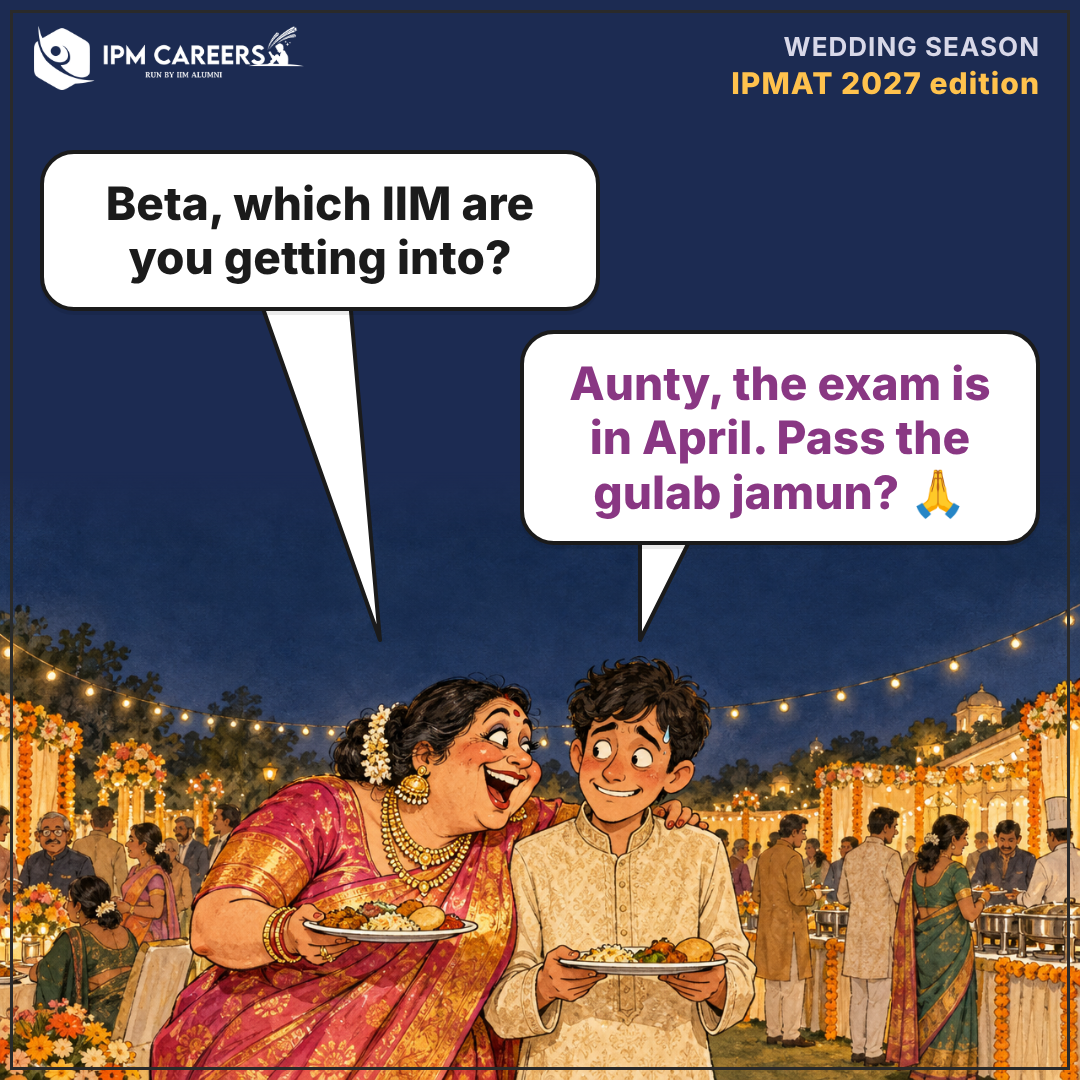 IPM CAREERS
RUN BY IIM ALUMNI
WEDDING SEASON
IPMAT 2027 edition
Beta, which IIM are
you getting into?
Aunty, the exam is
in April. Pass the
gulab jamun? 🙏